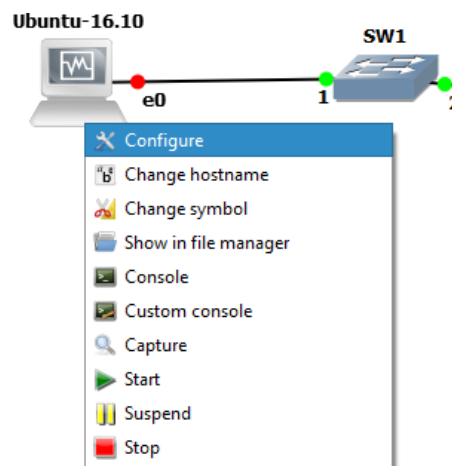 Ubuntu-16.10
SW1
e0
1
2
Configure
Change hostname
Change symbol
Show in file manager
Console
Custom console
Capture
Start
Suspend
Stop